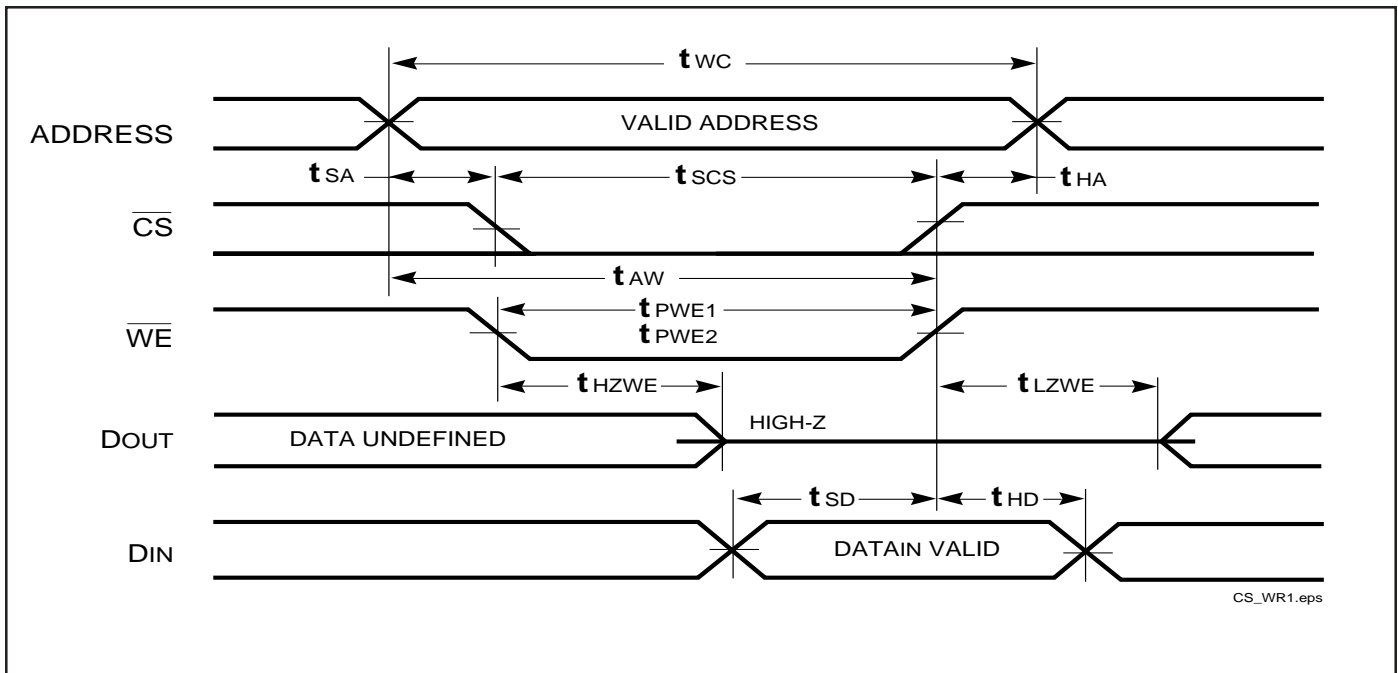 tWC
ADDRESS
VALID ADDRESS
tSA
tSCS
tHA
CS
tAW
tPWE1
WE
tPWE2
tHZWE
tLZWE
DOUT
DATA UNDEFINED
HIGH-Z
tSD
tHD
DIN
DATAIN VALID
CS_WR1.eps